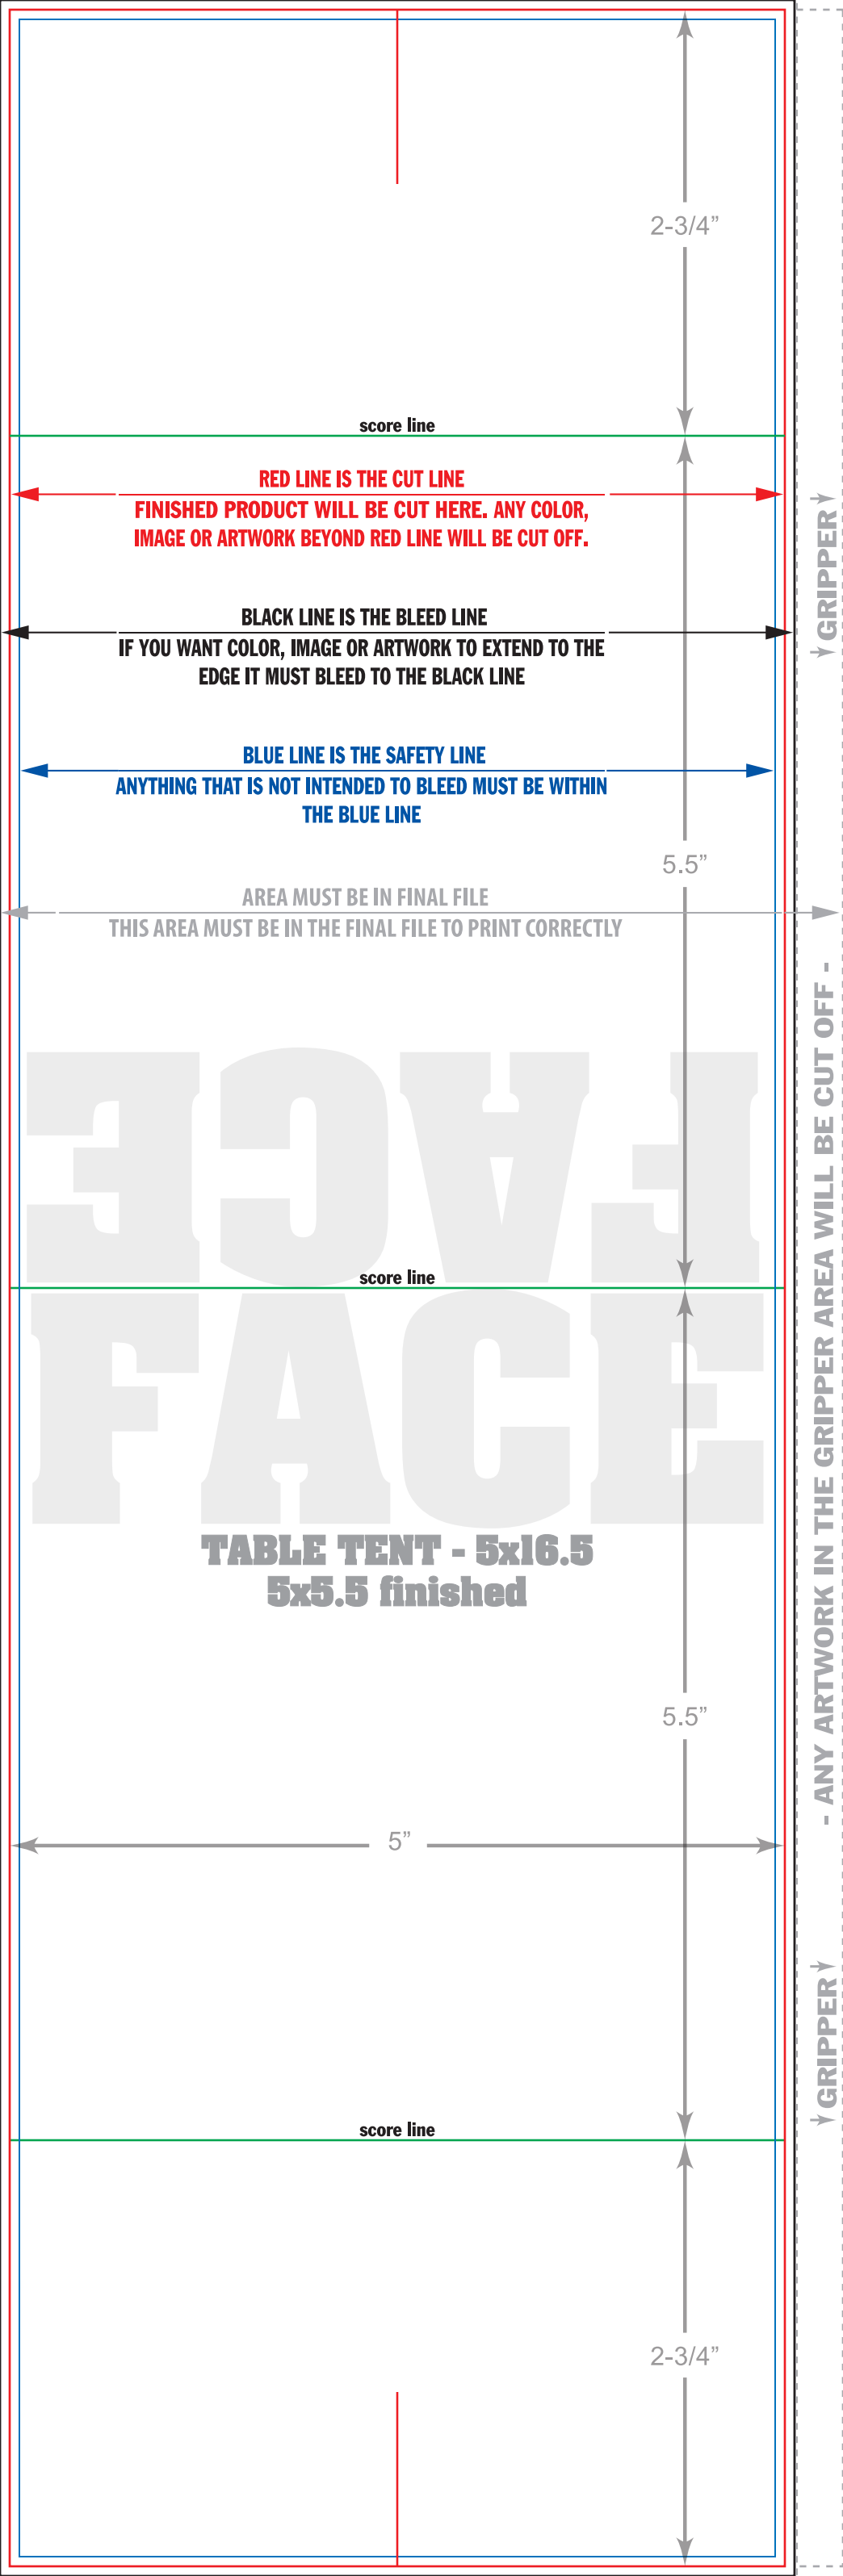 2-3/4”
score line
RED LINE IS THE CUT LINE
FINISHED PRODUCT WILL BE CUT HERE. ANY COLOR,
IMAGE OR ARTWORK BEYOND RED LINE WILL BE CUT OFF.
BLACK LINE IS THE BLEED LINE
IF YOU WANT COLOR, IMAGE OR ARTWORK TO EXTEND TO THE
EDGE IT MUST BLEED TO THE BLACK LINE
BLUE LINE IS THE SAFETY LINE
ANYTHING THAT IS NOT INTENDED TO BLEED MUST BE WITHIN
THE BLUE LINE
5.5”
AREA MUST BE IN FINAL FILE
THIS AREA MUST BE IN THE FINAL FILE TO PRINT CORRECTLY
FACE
score line
FACE
TABLE TENT - 5x16.5
5x5.5 finished
5.5”
5”
score line
2-3/4”
GRIPPER
- ANY ARTWORK IN THE GRIPPER AREA WILL BE CUT OFF -
GRIPPER